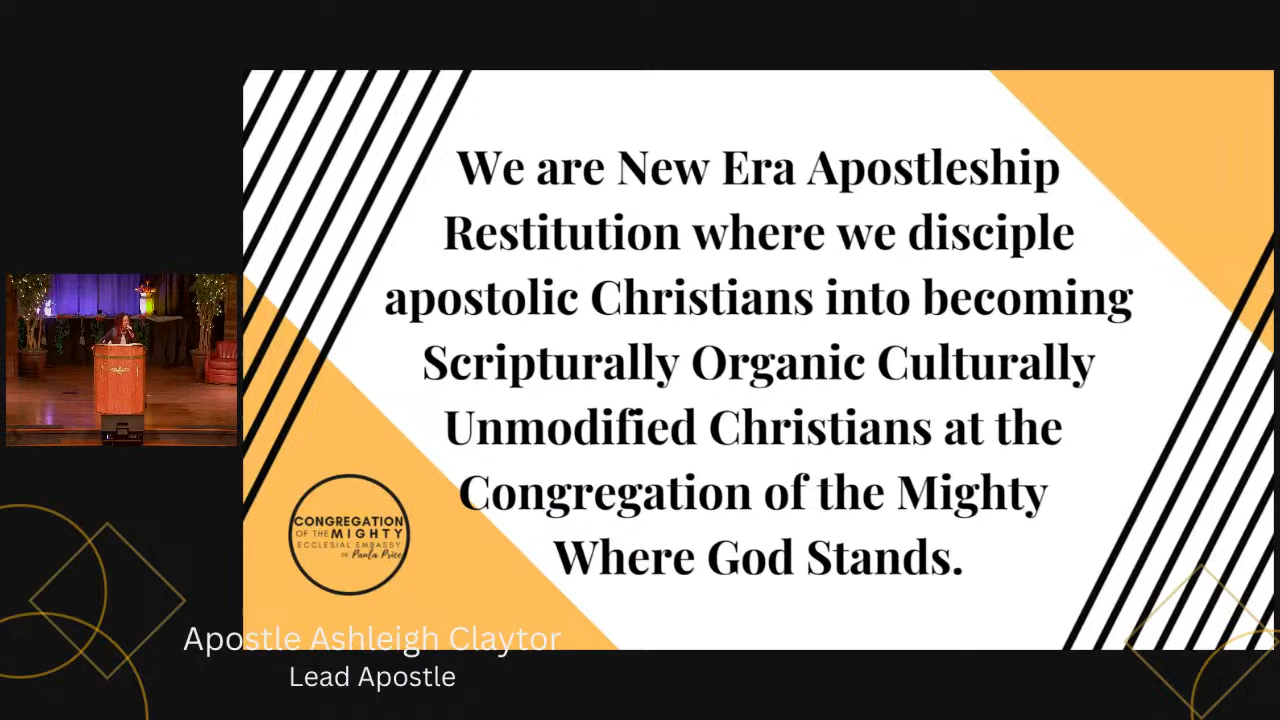 We are New Era Apostleship
Restitution where we disciple
apostolic Christians into becoming
Scripturally Organic Culturally
Unmodified Christians at the
Congregation of the Mighty
Where God Stands.
CONGREGATION
OF THE MIGHTY
ECCLESIAL EMBASSY
OF Paula Price
Apostle Ashleigh Claytor
Lead Apostle